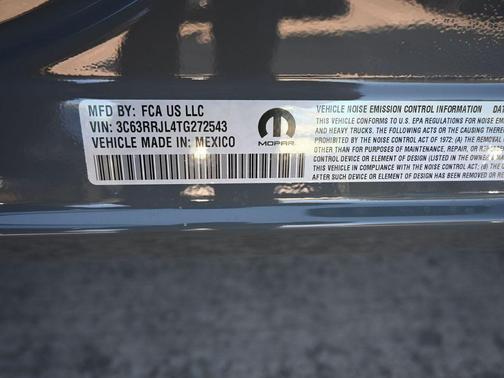 MFD BY: FCA US LLC
VIN: 3C63RRJL4TG272543
VEHICLE MADE IN: MEXICO
MOPAR
VEHICLE NOISE EMISSION CONTROL INFORMATION
THIS VEHICLE CONFORMS TO U.S. EPA REGULATIONS FOR NOISE
AND HEAVY TRUCKS. THE FOLLOWING ACTS OR THE CAUSING THEREOF
PROHIBITED BY THE NOISE CONTROL ACT OF 1972: (A) THE REMOVAL
OTHER THAN FOR PURPOSES OF MAINTENANCE, REPAIR, OR
CONTROL DEVICE OR ELEMENT OF DESIGN (LISTED IN THE OWNER'S
THIS VEHICLE IN COMPLIANCE WITH THE NOISE CONTROL ACT; (B) THE
AFTER SUCH DEVICE OR ELEMENT OF DESIGN HAS BEEN REMOVED OR